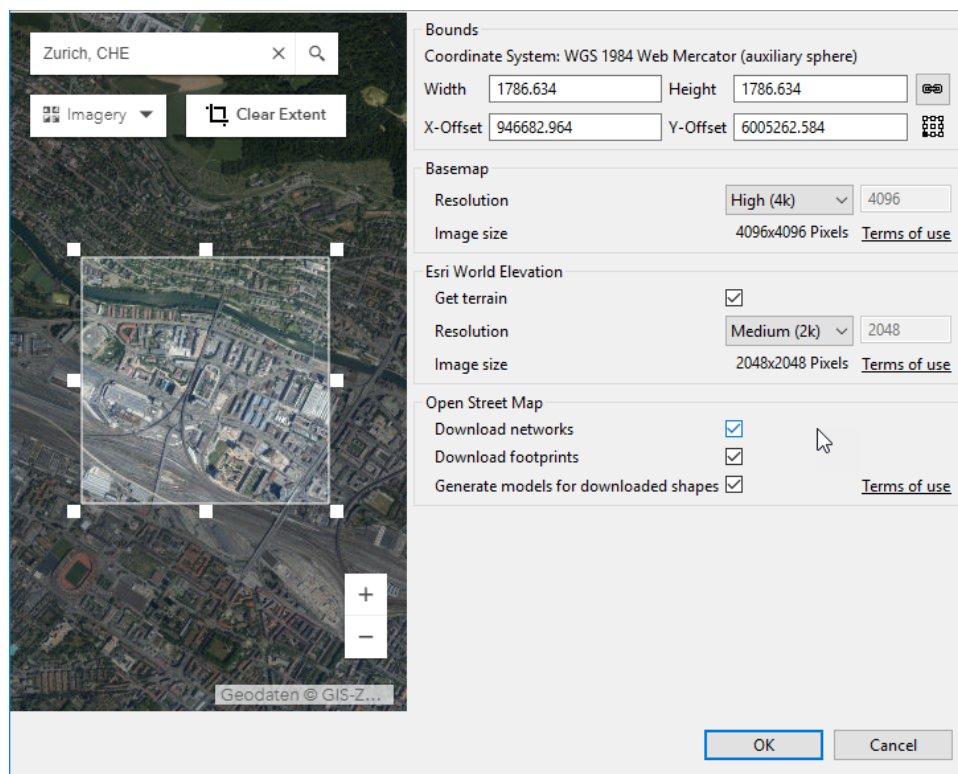 Zurich, CHE
Imagery
Clear Extent
Geodaten © GIS-Z...
Bounds
Coordinate System: WGS 1984 Web Mercator (auxiliary sphere)
Width 1786.634 Height 1786.634
X-Offset 946682.964 Y-Offset 6005262.584
Basemap
Resolution High (4k) 4096
Image size 4096x4096 Pixels Terms of use
Esri World Elevation
Get terrain
Resolution Medium (2k) 2048
Image size 2048x2048 Pixels Terms of use
Open Street Map
Download networks
Download footprints
Generate models for downloaded shapes Terms of use
OK Cancel